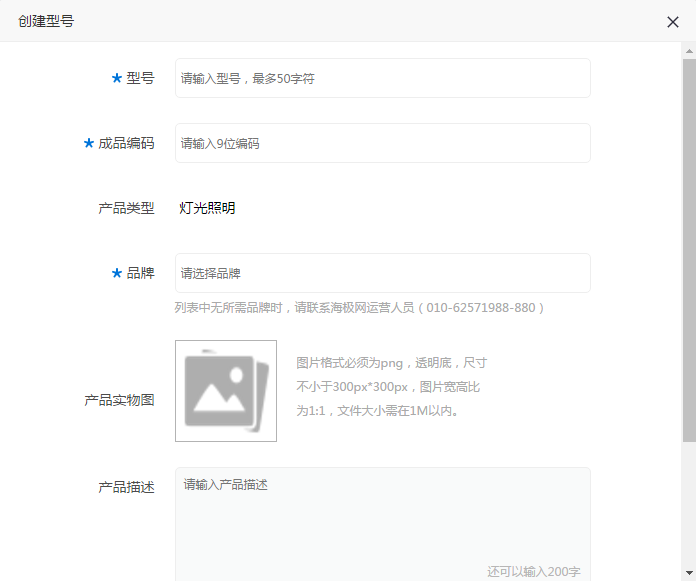 创建型号
* 型号
请输入型号，最多50字符
* 成品编码
请输入9位编码
产品类型
灯光照明
* 品牌
请选择品牌
列表中无所需品牌时，请联系海极网运营人员（010-62571988-880）
产品实物图
图片格式必须为png，透明底，尺寸
不小于300px*300px，图片宽高比
为1:1，文件大小需在1M以内。
产品描述
请输入产品描述
还可以输入200字